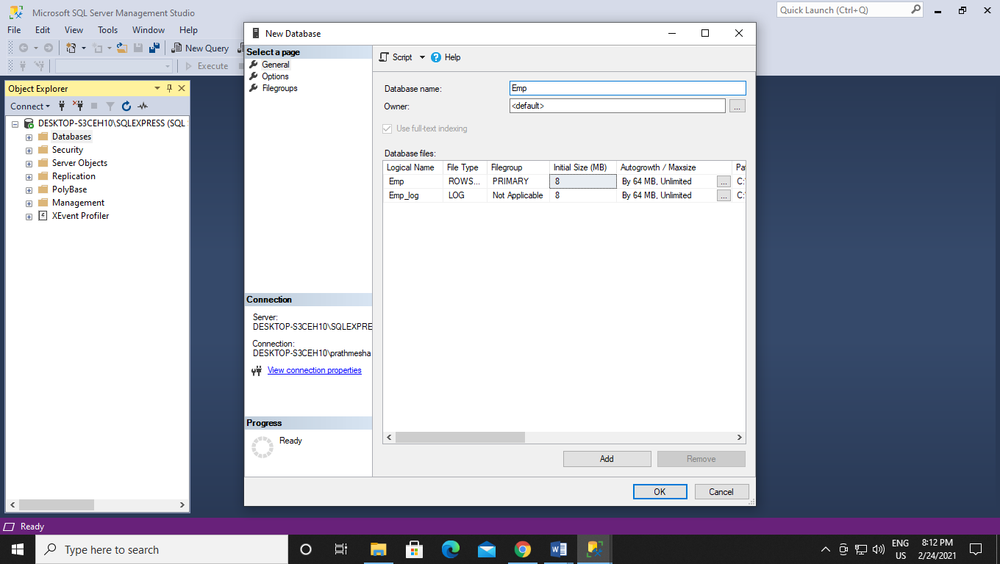 Microsoft SQL Server Management Studio
Quick Launch (Ctrl+Q)
File Edit View Tools Window Help
New Query
Execute
Object Explorer
Connect
DESKTOP-S3CEH10\SQLEXPRESS (SQL
Databases
Security
Server Objects
Replication
PolyBase
Management
XEvent Profiler
New Database
Select a page
General
Options
Filegroups
Connection
Server:
DESKTOP-S3CEH10\SQLEXPRE
Connection:
DESKTOP-S3CEH10\prathmesha
View connection properties
Progress
Ready
Script Help
Database name: Emp
Owner: <default> ...
Use full-text indexing
Database files:
Logical Name File Type Filegroup Initial Size (MB) Autogrowth / Maxsize Pa
Emp ROWS... PRIMARY 8 By 64 MB, Unlimited ... C:\
Emp_log LOG Not Applicable 8 By 64 MB, Unlimited ... C:\
Add Remove
OK Cancel
Ready
Type here to search
ENG
US
8:12 PM
2/24/2021